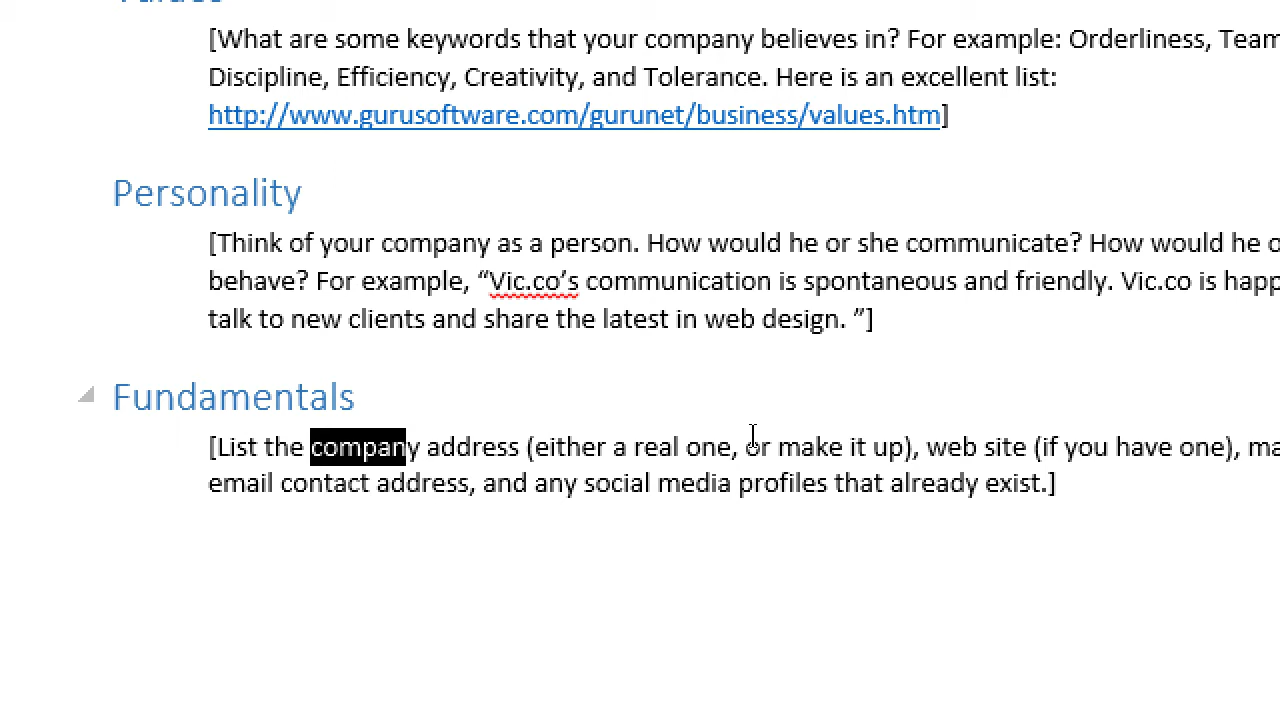 Values
[What are some keywords that your company believes in? For example: Orderliness, Team
Discipline, Efficiency, Creativity, and Tolerance. Here is an excellent list:
http://www.gurusoftware.com/gurunet/business/values.htm]
Personality
[Think of your company as a person. How would he or she communicate? How would he o
behave? For example, “Vic.co’s communication is spontaneous and friendly. Vic.co is happ
talk to new clients and share the latest in web design. ”]
Fundamentals
[List the company address (either a real one, or make it up), web site (if you have one), ma
email contact address, and any social media profiles that already exist.]